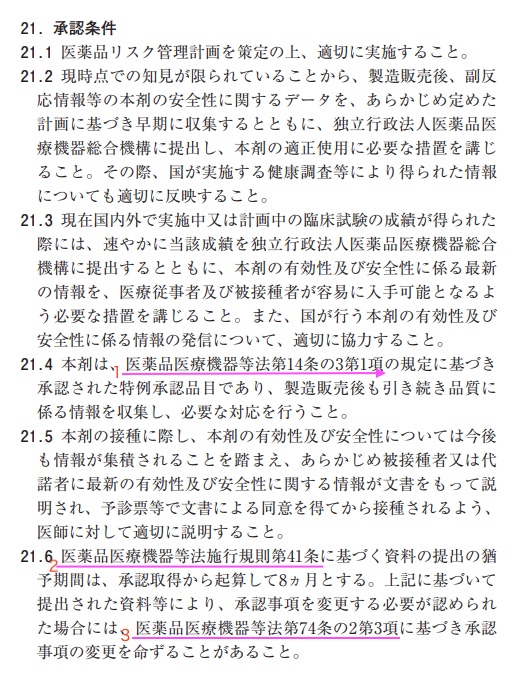 21. 承認条件
21.1 医薬品リスク管理計画を策定の上、適切に実施すること。
21.2 現時点での知見が限られていることから、製造販売後、副反
応情報等の本剤の安全性に関するデータを、あらかじめ定めた
計画に基づき早期に収集するとともに、独立行政法人医薬品医
療機器総合機構に提出し、本剤の適正使用に必要な措置を講じ
ること。その際、国が実施する健康調査等により得られた情報
についても適切に反映すること。
21.3 現在国内外で実施中又は計画中の臨床試験の成績が得られた
際には、速やかに当該成績を独立行政法人医薬品医療機器総合
機構に提出するとともに、本剤の有効性及び安全性に係る最新
の情報を、医療従事者及び被接種者が容易に入手可能となるよ
う必要な措置を講じること。また、国が行う本剤の有効性及び
安全性に係る情報の発信について、適切に協力すること。
21.4 本剤は、1医薬品医療機器等法第14条の3第1項の規定に基づき
承認された特例承認品目であり、製造販売後も引き続き品質に
係る情報を収集し、必要な対応を行うこと。
21.5 本剤の接種に際し、本剤の有効性及び安全性については今後
も情報が集積されることを踏まえ、あらかじめ被接種者又は代
諾者に最新の有効性及び安全性に関する情報が文書をもって説
明され、予診票等で文書による同意を得てから接種されるよう、
医師に対して適切に説明すること。
21.6 2医薬品医療機器等法施行規則第41条に基づく資料の提出の猶
予期間は、承認取得から起算して8ヵ月とする。上記に基づいて
提出された資料等により、承認事項を変更する必要が認められ
た場合には、3医薬品医療機器等法第74条の2第3項に基づき承認
事項の変更を命ずることがあること。